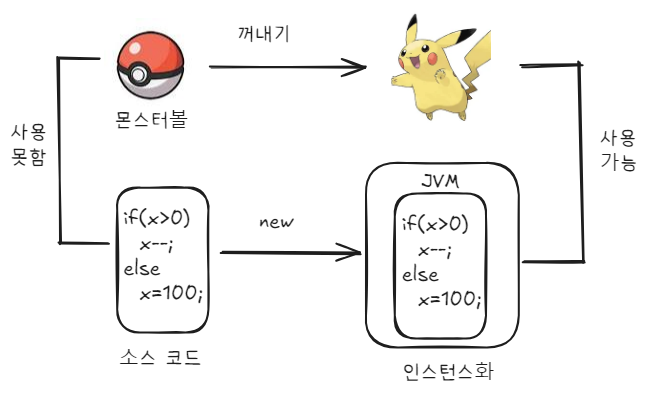 꺼내기
몬스터볼
사용
못함
사용
가능
JVM
if(x>0)
x--;
else
x=100;
new
if(x>0)
x--;
else
x=100;
소스 코드
인스턴스화